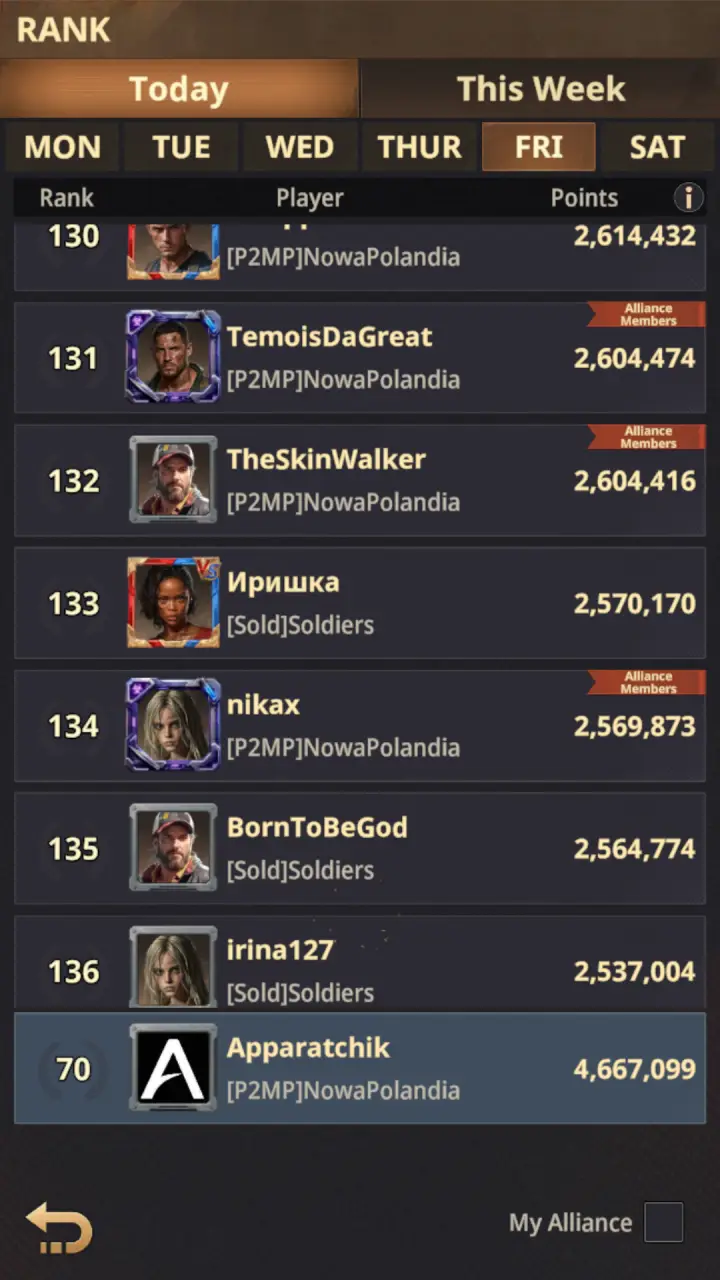 RANK
Today This Week
MON TUE WED THUR FRI SAT
Rank Player Points i
130 2,614,432
[P2MP]NowaPolandia
Alliance
Members
131 TemoisDaGreat 2,604,474
[P2MP]NowaPolandia
Alliance
Members
132 TheSkinWalker 2,604,416
[P2MP]NowaPolandia
VS
133 Иришка 2,570,170
[Sold]Soldiers
Alliance
Members
134 nikax 2,569,873
[P2MP]NowaPolandia
135 BornToBeGod 2,564,774
[Sold]Soldiers
136 irina127 2,537,004
[Sold]Soldiers
70 Apparatchik 4,667,099
[P2MP]NowaPolandia
My Alliance